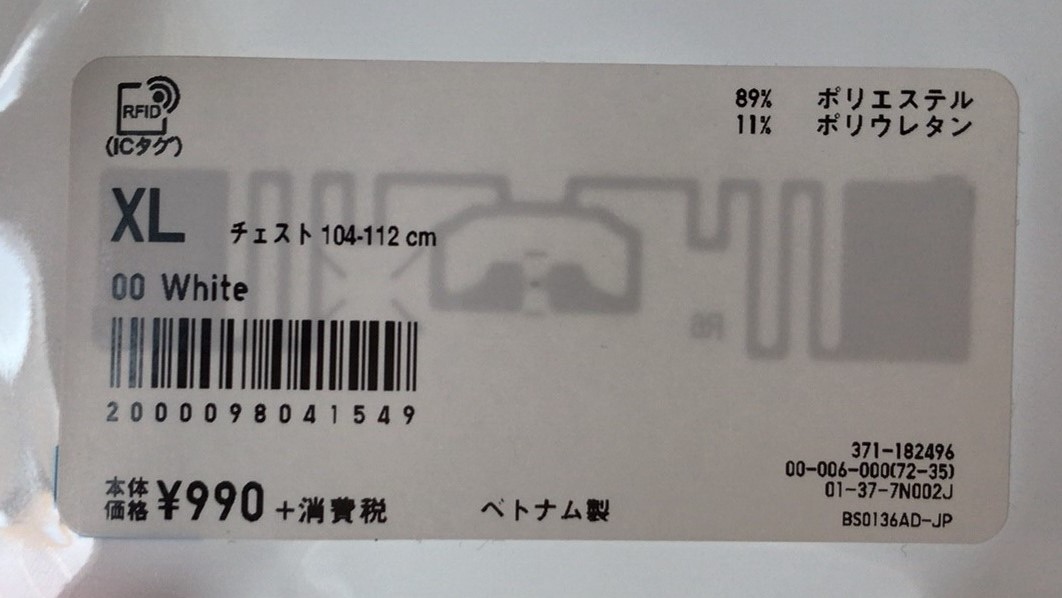 RFID
(ICタグ)
89% ポリエステル
11% ポリウレタン
XL チェスト 104-112 cm
00 White
2000098041549
本体価格 ¥990 +消費税
ベトナム製
371-182496
00-006-000(72-35)
01-37-7N002J
BS0136AD-JP
R6